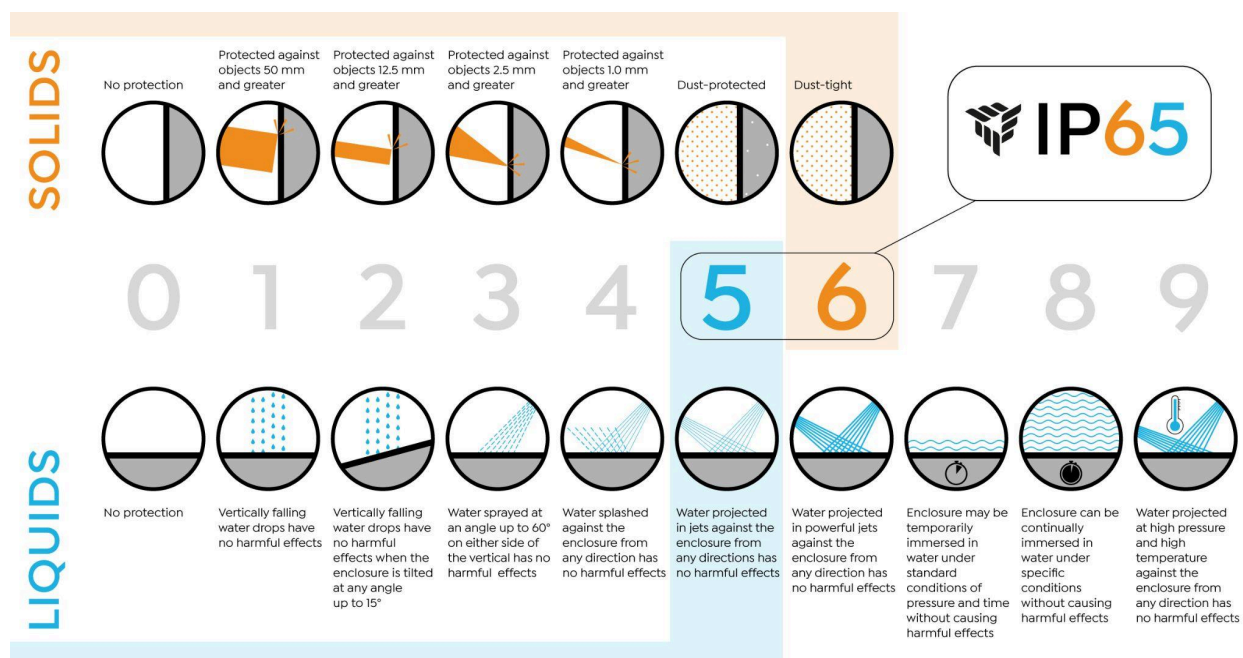 SOLIDS
No protection
Protected against
objects 50 mm
and greater
Protected against
objects 12.5 mm
and greater
Protected against
objects 2.5 mm
and greater
Protected against
objects 1.0 mm
and greater
Dust-protected
Dust-tight
IP65
0 1 2 3 4 5 6 7 8 9
LIQUIDS
No protection
Vertically falling
water drops have
no harmful effects
Vertically falling
water drops have
no harmful
effects when the
enclosure is tilted
at any angle
up to 15°
Water sprayed at
an angle up to 60°
on either side of
the vertical has no
harmful effects
Water splashed
against the
enclosure from
any direction has
no harmful effects
Water projected
in jets against the
enclosure from
any directions has
no harmful effects
Water projected
in powerful jets
against the
enclosure from
any direction has
no harmful effects
Enclosure may be
temporarily
immersed in
water under
standard
conditions of
pressure and time
without causing
harmful effects
Enclosure can be
continually
immersed in
water under
specific
conditions
without causing
harmful effects
Water projected
at high pressure
and high
temperature
against the
enclosure from
any direction has
no harmful effects